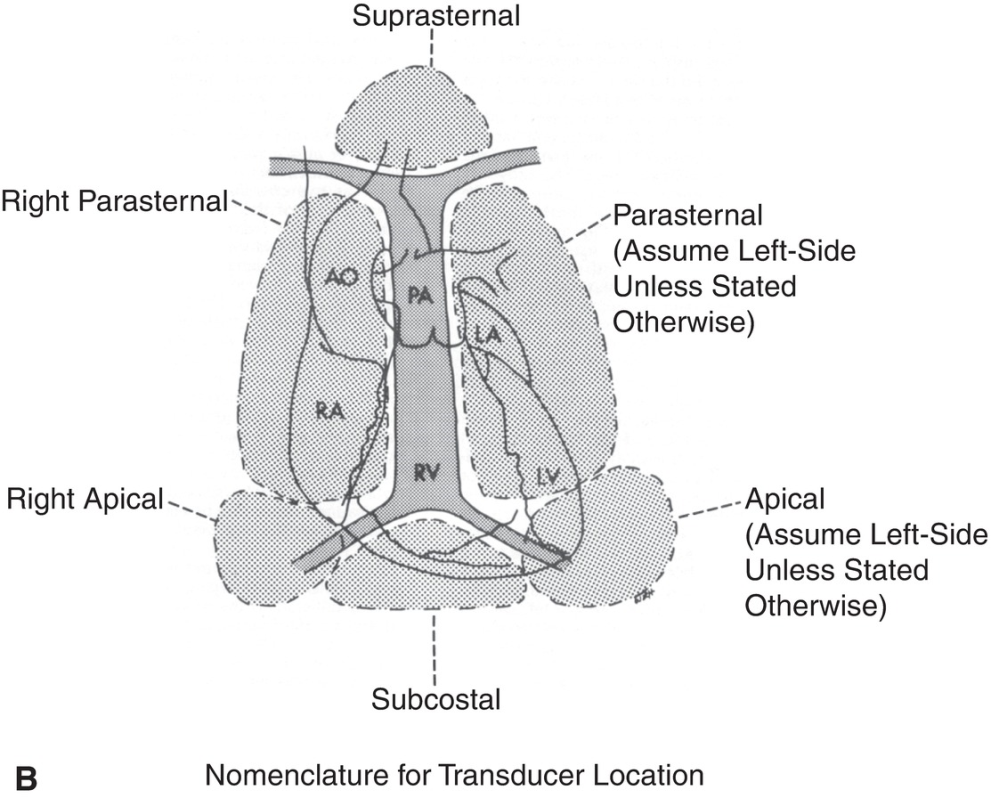 Suprasternal
Right Parasternal
Parasternal
(Assume Left-Side
Unless Stated
Otherwise)
AO
PA
LA
RA
RV
LV
Right Apical
Apical
(Assume Left-Side
Unless Stated
Otherwise)
Subcostal
B
Nomenclature for Transducer Location